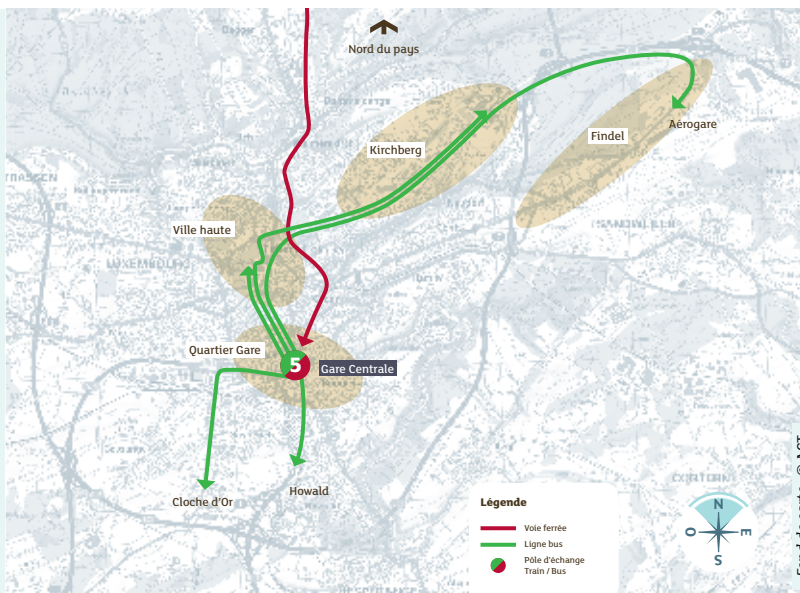 Nord du pays
Kirchberg
Findel
Aérogare
Ville haute
LUXEMBOURG
Quartier Gare
5
Gare Centrale
Cloche d'Or
Howald
Légende
Voie ferrée
Ligne bus
Pôle d'échange
Train / Bus
N
O
E
S